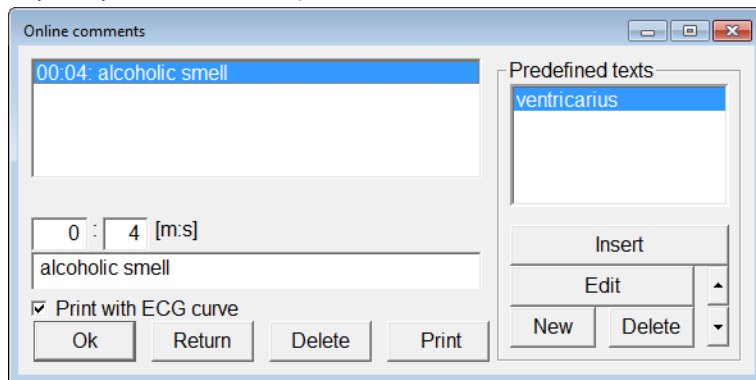 Online comments
00:04: alcoholic smell
0 : 4 [m:s]
alcoholic smell
Print with ECG curve
Ok Return Delete Print
Predefined texts
ventricarius
Insert
Edit
New Delete